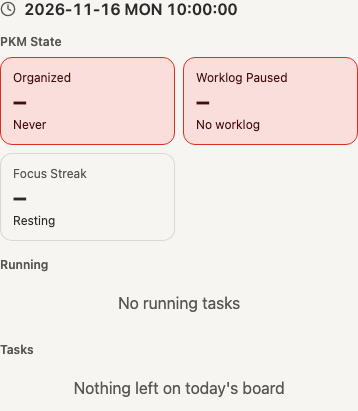 2026-11-16 MON 10:00:00
PKM State
Organized
–
Never
Worklog Paused
–
No worklog
Focus Streak
–
Resting
Running
No running tasks
Tasks
Nothing left on today's board